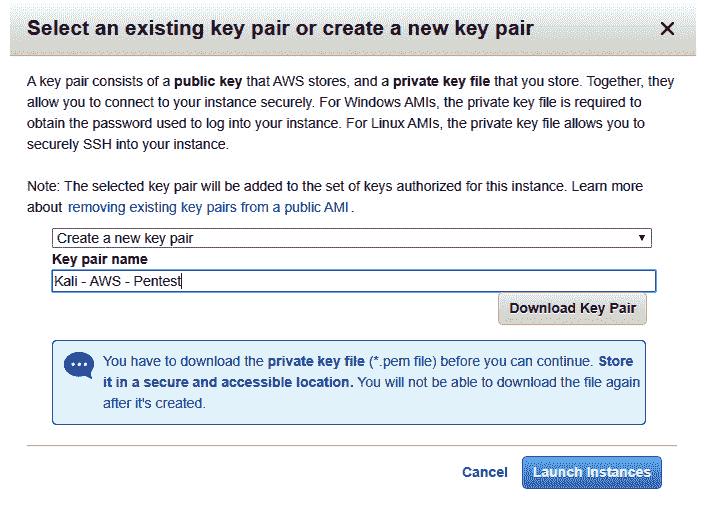 Select an existing key pair or create a new key pair
A key pair consists of a public key that AWS stores, and a private key file that you store. Together, they
allow you to connect to your instance securely. For Windows AMIs, the private key file is required to
obtain the password used to log into your instance. For Linux AMIs, the private key file allows you to
securely SSH into your instance.
Note: The selected key pair will be added to the set of keys authorized for this instance. Learn more
about removing existing key pairs from a public AMI.
Create a new key pair
Key pair name
Kali - AWS - Pentest
Download Key Pair
You have to download the private key file (*.pem file) before you can continue. Store
it in a secure and accessible location. You will not be able to download the file again
after it's created.
Cancel Launch Instances